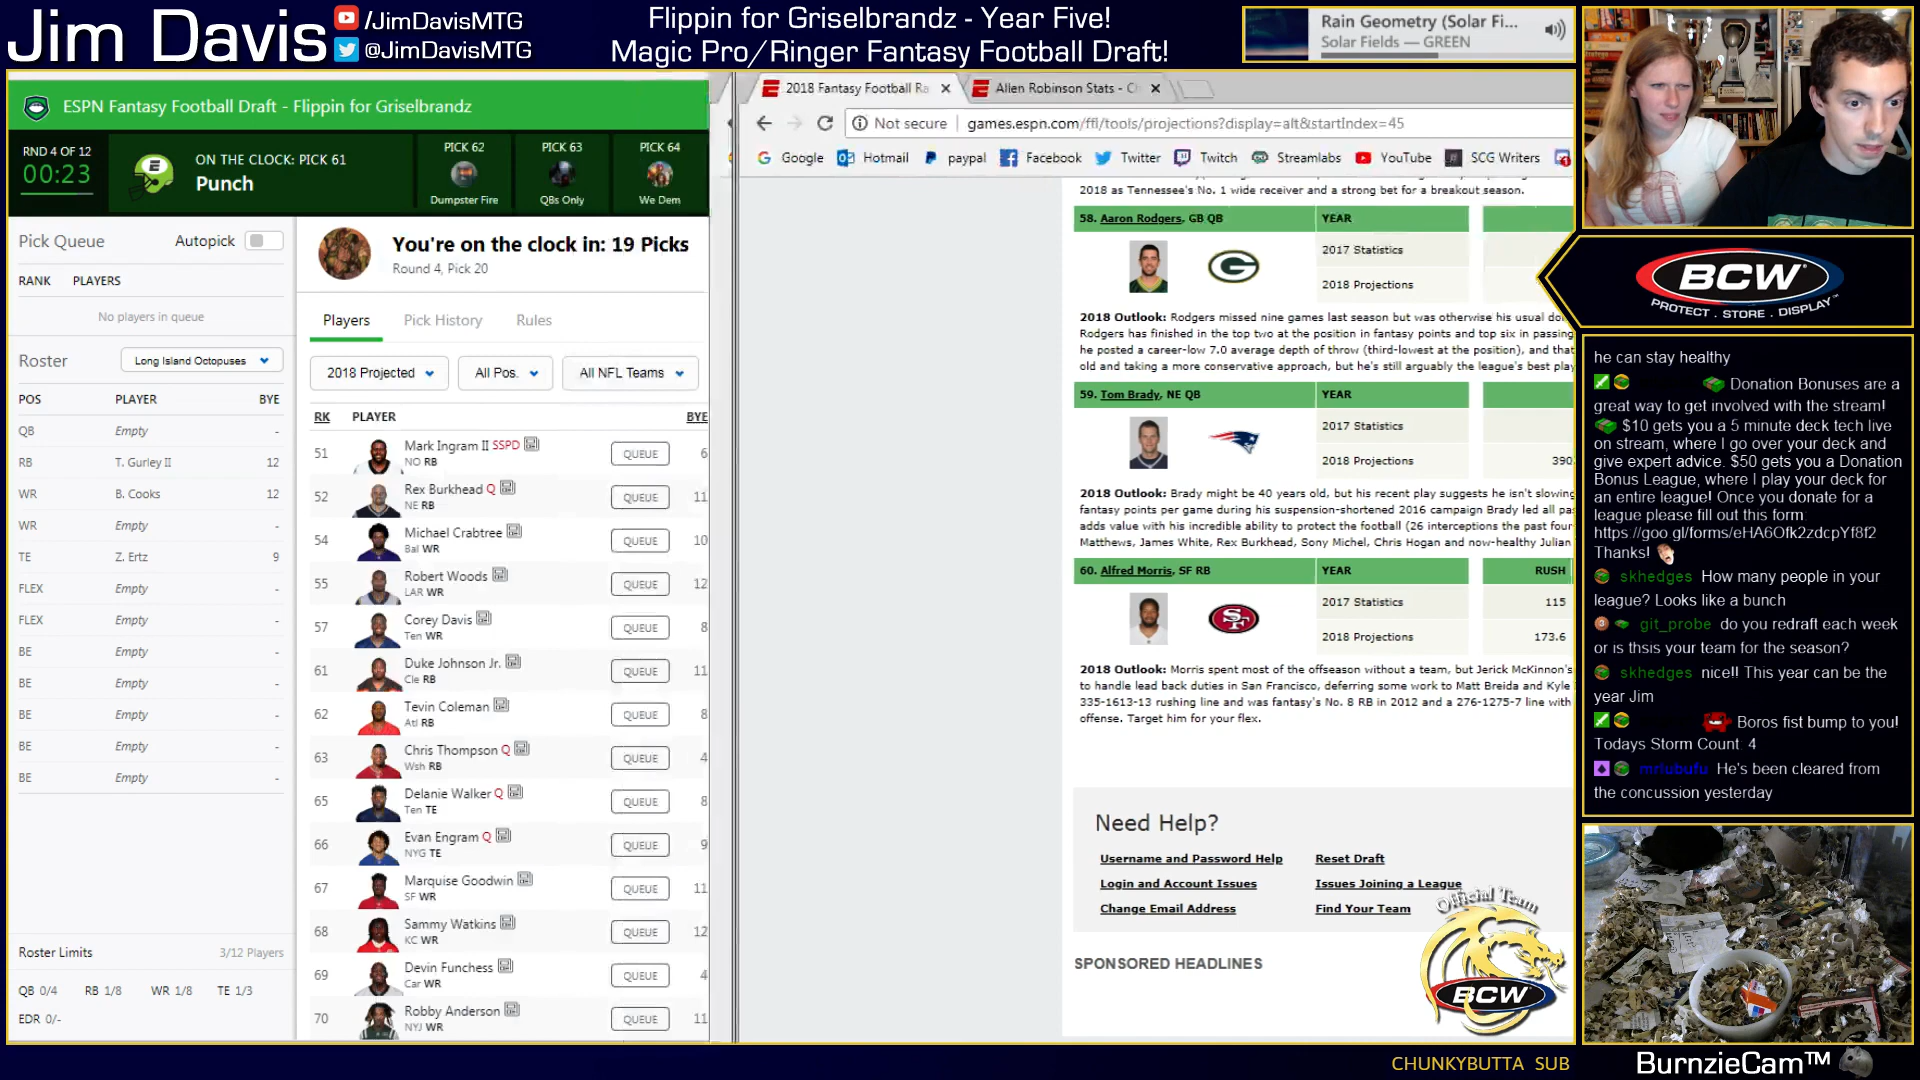 Jim Davis
/JimDavisMTG
@JimDavisMTG
Flippin for Griselbrandz - Year Five!
Magic Pro/Ringer Fantasy Football Draft!
Rain Geometry (Solar Fi...
Solar Fields — GREEN
ESPN Fantasy Football Draft - Flippin for Griselbrandz
RND 4 OF 12
00:23
ON THE CLOCK: PICK 61
Punch
PICK 62
Dumpster Fire
PICK 63
QBs Only
PICK 64
We Dem
Pick Queue
Autopick
RANK PLAYERS
No players in queue
Roster
Long Island Octopuses
POS PLAYER BYE
QB Empty -
RB T. Gurley II 12
WR B. Cooks 12
WR Empty -
TE Z. Ertz 9
FLEX Empty -
FLEX Empty -
BE Empty -
BE Empty -
BE Empty -
BE Empty -
BE Empty -
Roster Limits 3/12 Players
QB 0/4 RB 1/8 WR 1/8 TE 1/3
EDR 0/-
You're on the clock in: 19 Picks
Round 4, Pick 20
Players Pick History Rules
2018 Projected All Pos. All NFL Teams
RK PLAYER BYE
51 Mark Ingram II SSPD QUEUE 6
NO RB
52 Rex Burkhead Q QUEUE 11
NE RB
54 Michael Crabtree QUEUE 10
Bal WR
55 Robert Woods QUEUE 12
LAR WR
57 Corey Davis QUEUE 8
Ten WR
61 Duke Johnson Jr. QUEUE 11
Cle RB
62 Tevin Coleman QUEUE 8
Atl RB
63 Chris Thompson Q QUEUE 4
Wsh RB
65 Delanie Walker Q QUEUE 8
Ten TE
66 Evan Engram Q QUEUE 9
NYG TE
67 Marquise Goodwin QUEUE 11
SF WR
68 Sammy Watkins QUEUE 12
KC WR
69 Devin Funchess QUEUE 4
Car WR
70 Robby Anderson QUEUE 11
NYJ WR
2018 Fantasy Football Ra
Allen Robinson Stats - C
Not secure games.espn.com/ffl/tools/projections?display=alt&startIndex=45
Google Hotmail paypal Facebook Twitter Twitch Streamlabs YouTube SCG Writers
2018 as Tennessee's No. 1 wide receiver and a strong bet for a breakout season.
58. Aaron Rodgers, GB QB YEAR
2017 Statistics
2018 Projections
2018 Outlook: Rodgers missed nine games last season but was otherwise his usual do
Rodgers has finished in the top two at the position in fantasy points and top six in passing
he posted a career-low 7.0 average depth of throw (third-lowest at the position), and that
old and taking a more conservative approach, but he's still arguably the league's best play
59. Tom Brady, NE QB YEAR
2017 Statistics
2018 Projections 390
2018 Outlook: Brady might be 40 years old, but his recent play suggests he isn't slowing
fantasy points per game during his suspension-shortened 2016 campaign Brady led all pa
adds value with his incredible ability to protect the football (26 interceptions the past four
Matthews, James White, Rex Burkhead, Sony Michel, Chris Hogan and now-healthy Julian
60. Alfred Morris, SF RB YEAR RUSH
2017 Statistics 115
2018 Projections 173.6
2018 Outlook: Morris spent most of the offseason without a team, but Jerick McKinnon's
to handle lead back duties in San Francisco, deferring some work to Matt Breida and Kyle
335-1613-13 rushing line and was fantasy's No. 8 RB in 2012 and a 276-1275-7 line with
offense. Target him for your flex.
Need Help?
Username and Password Help Reset Draft
Login and Account Issues Issues Joining a League
Change Email Address Find Your Team
SPONSORED HEADLINES
Official Team
BCW
BCW
PROTECT . STORE . DISPLAY
he can stay healthy
Donation Bonuses are a
great way to get involved with the stream!
$10 gets you a 5 minute deck tech live
on stream, where I go over your deck and
give expert advice. $50 gets you a Donation
Bonus League, where I play your deck for
an entire league! Once you donate for a
league please fill out this form
https://goo gl/forms/eHA6Ofk2zdcpYf8f2
Thanks!
skhedges How many people in your
league? Looks like a bunch
git_probe do you redraft each week
or is thsis your team for the season?
skhedges nice!! This year can be the
year Jim
Boros fist bump to you!
Todays Storm Count: 4
mrlubufu He's been cleared from
the concussion yesterday
CHUNKYBUTTA SUB
BurnzieCam™